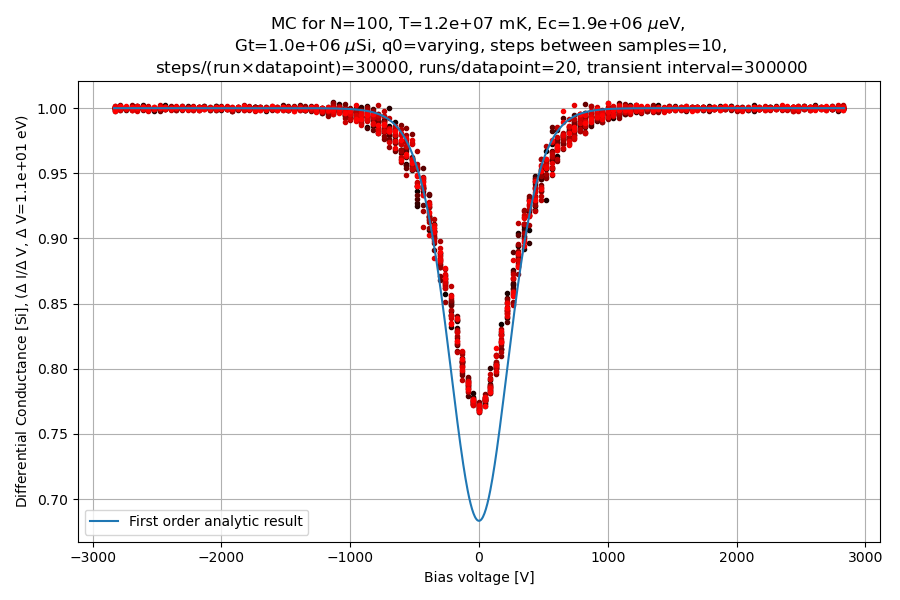 MC for N=100, T=1.2e+07 mK, Ec=1.9e+06 μeV,
Gt=1.0e+06 μSi, q0=varying, steps between samples=10,
steps/(run×datapoint)=30000, runs/datapoint=20, transient interval=300000
Differential Conductance [Si], (Δ I/Δ V, Δ V=1.1e+01 eV)
1.00
0.95
0.90
0.85
0.80
0.75
0.70
First order analytic result
−3000 −2000 −1000 0 1000 2000 3000
Bias voltage [V]